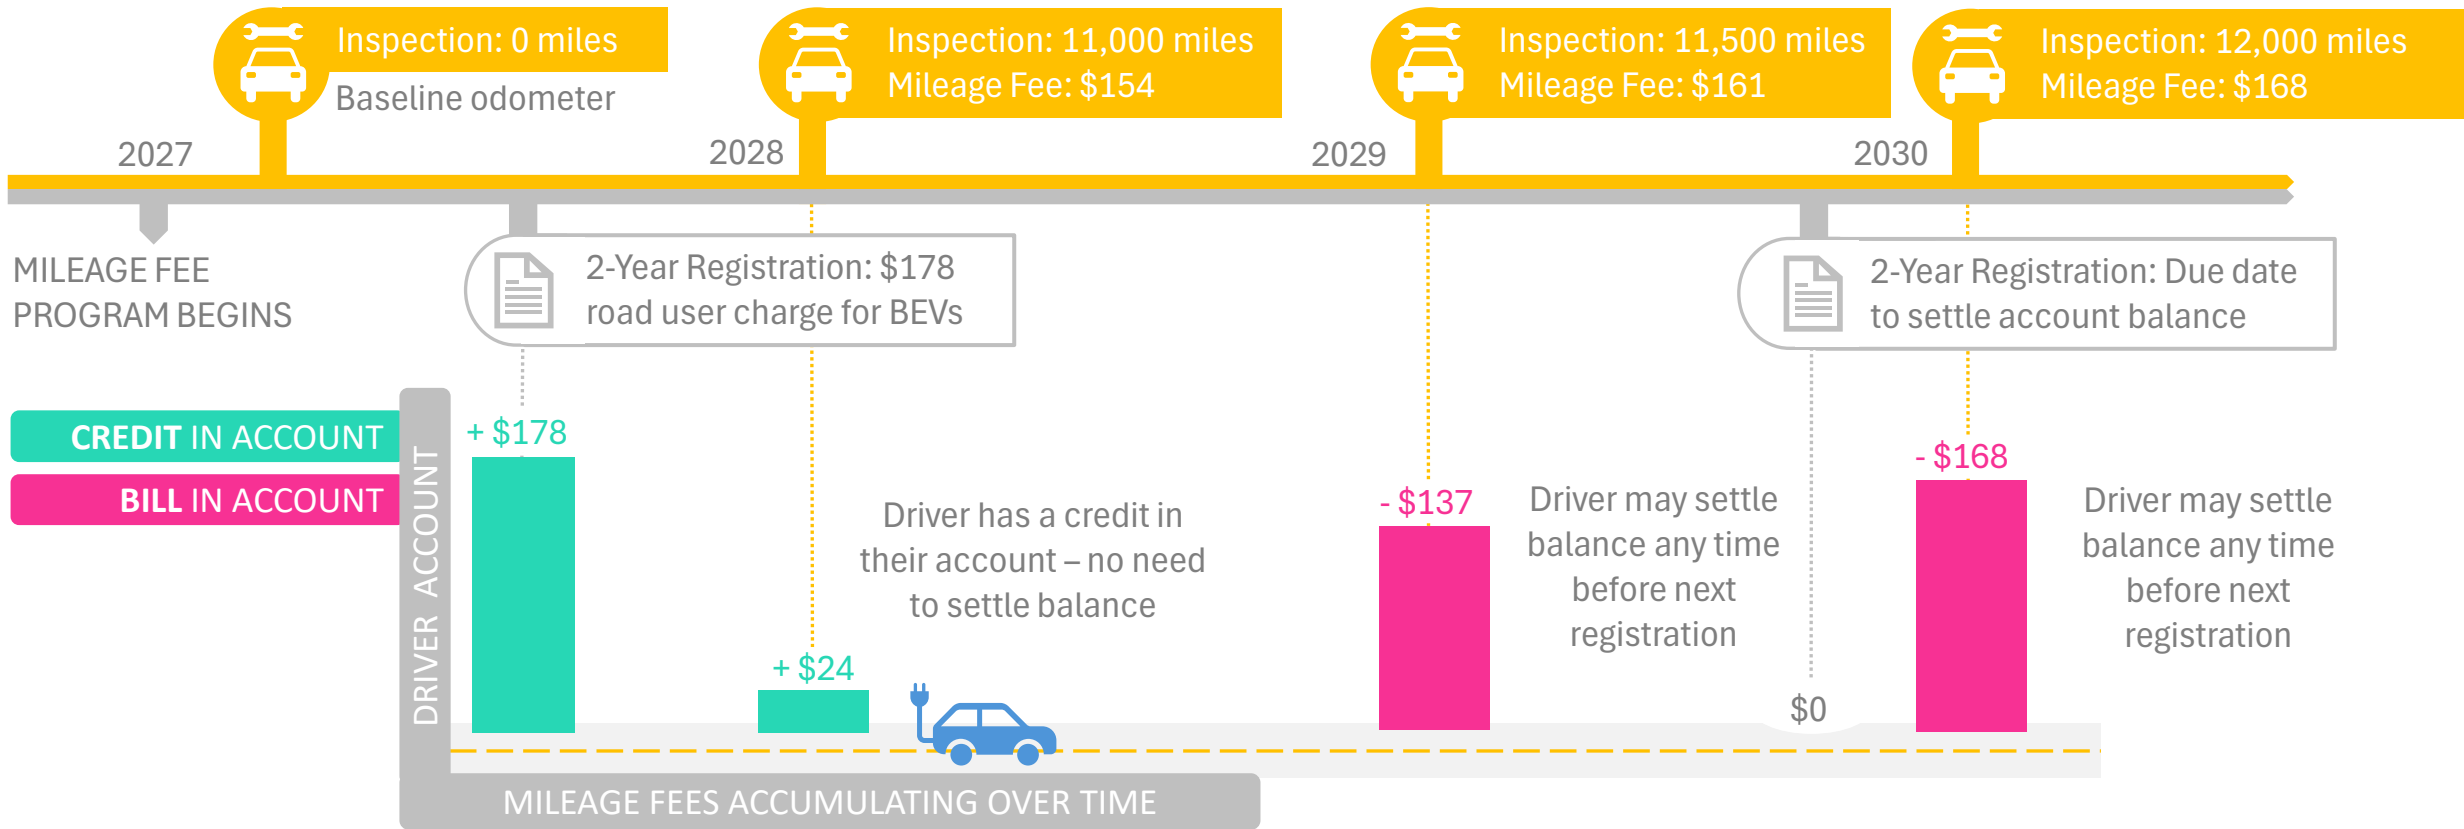 Inspection: 0 miles
Baseline odometer
Inspection: 11,000 miles
Mileage Fee: $154
Inspection: 11,500 miles
Mileage Fee: $161
Inspection: 12,000 miles
Mileage Fee: $168
2027
2028
2029
2030
MILEAGE FEE
PROGRAM BEGINS
2-Year Registration: $178
road user charge for BEVs
2-Year Registration: Due date
to settle account balance
CREDIT IN ACCOUNT
BILL IN ACCOUNT
DRIVER ACCOUNT
+ $178
+ $24
Driver has a credit in
their account – no need
to settle balance
- $137
Driver may settle
balance any time
before next
registration
$0
- $168
Driver may settle
balance any time
before next
registration
MILEAGE FEES ACCUMULATING OVER TIME